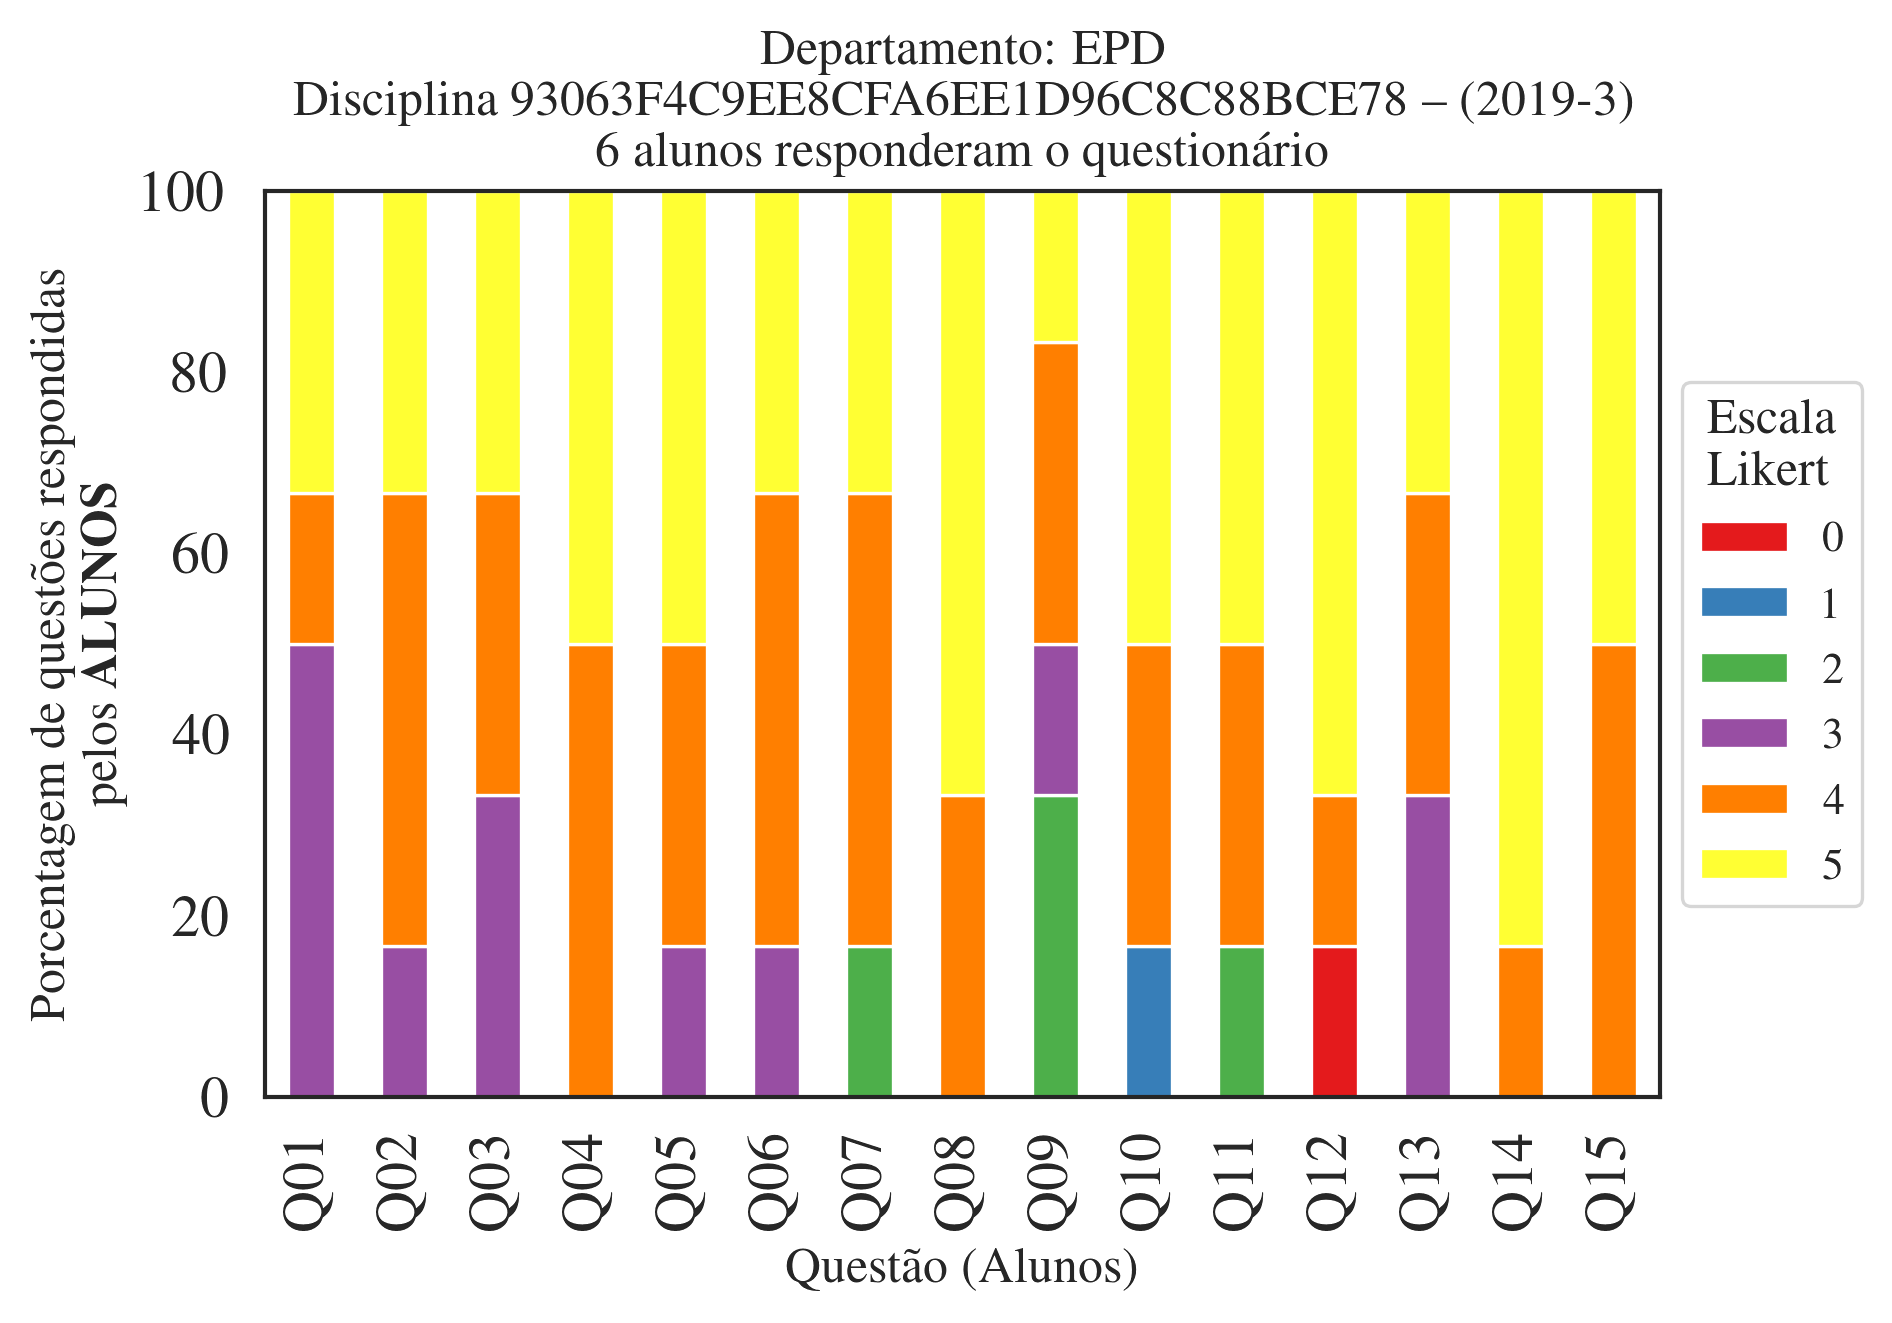 Departamento: EPD
Disciplina 93063F4C9EE8CFA6EE1D96C8C88BCE78 – (2019-3)
6 alunos responderam o questionário
Porcentagem de questões respondidas
pelos ALUNOS
100
80
60
40
20
0
Q01
Q02
Q03
Q04
Q05
Q06
Q07
Q08
Q09
Q10
Q11
Q12
Q13
Q14
Q15
Questão (Alunos)
Escala
Likert
0
1
2
3
4
5